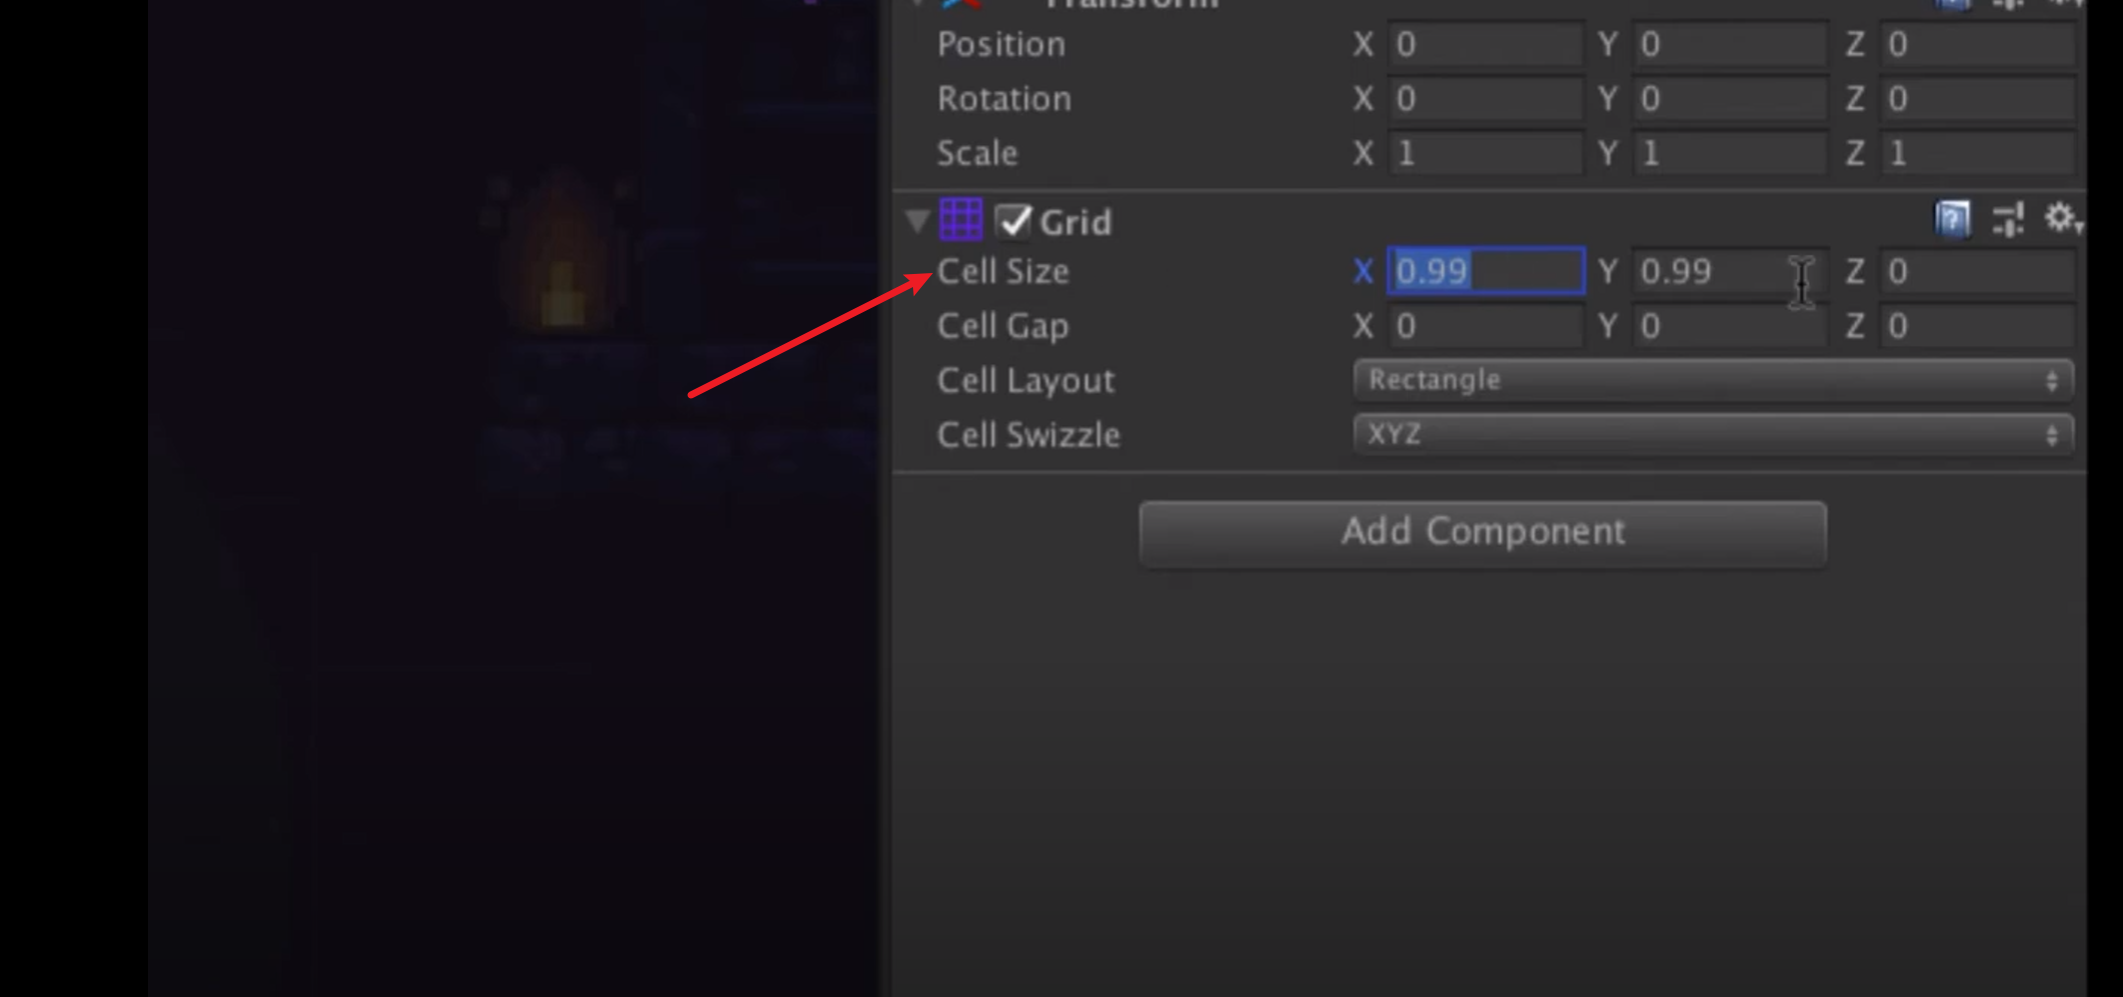 Transform
Position X 0 Y 0 Z 0
Rotation X 0 Y 0 Z 0
Scale X 1 Y 1 Z 1
Grid
Cell Size X 0.99 Y 0.99 Z 0
Cell Gap X 0 Y 0 Z 0
Cell Layout Rectangle
Cell Swizzle XYZ
Add Component